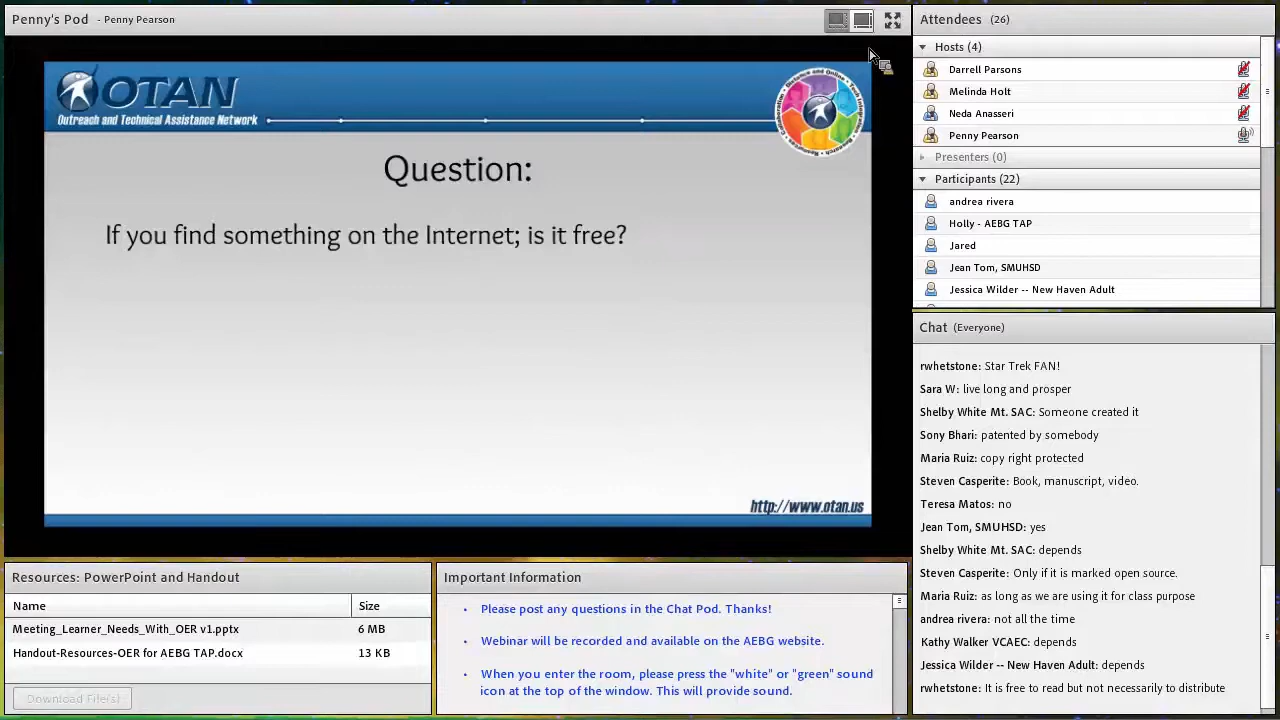 Penny's Pod - Penny Pearson
OTAN
Outreach and Technical Assistance Network
Question:
If you find something on the Internet; is it free?
http://www.otan.us
Attendees (26)
Hosts (4)
Darrell Parsons
Melinda Holt
Neda Anasseri
Penny Pearson
Presenters (0)
Participants (22)
andrea rivera
Holly - AEBG TAP
Jared
Jean Tom, SMUHSD
Jessica Wilder -- New Haven Adult
Chat (Everyone)
rwhetstone: Star Trek FAN!
Sara W: live long and prosper
Shelby White Mt. SAC: Someone created it
Sony Bhari: patented by somebody
Maria Ruiz: copy right protected
Steven Casperite: Book, manuscript, video.
Teresa Matos: no
Jean Tom, SMUHSD: yes
Shelby White Mt. SAC: depends
Steven Casperite: Only if it is marked open source.
Maria Ruiz: as long as we are using it for class purpose
andrea rivera: not all the time
Kathy Walker VCAEC: depends
Jessica Wilder -- New Haven Adult: depends
rwhetstone: It is free to read but not necessarily to distribute
Resources: PowerPoint and Handout
Name Size
Meeting_Learner_Needs_With_OER v1.pptx 6 MB
Handout-Resources-OER for AEBG TAP.docx 13 KB
Download File(s)
Important Information
• Please post any questions in the Chat Pod. Thanks!
• Webinar will be recorded and available on the AEBG website.
• When you enter the room, please press the "white" or "green" sound
icon at the top of the window. This will provide sound.